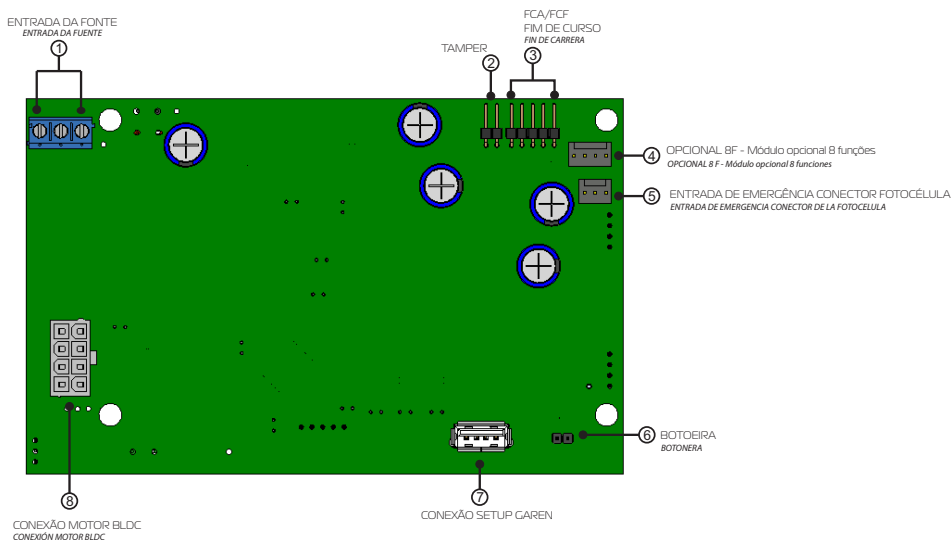 ENTRADA DA FONTE
ENTRADA DA FUENTE
1
TAMPER
2
FCA/FCF
FIM DE CURSO
FIN DE CARRERA
3
4 OPCIONAL 8F - Módulo opcional 8 funções
OPCIONAL 8 F - Módulo opcional 8 funciones
5 ENTRADA DE EMERGÊNCIA CONECTOR FOTOCÉLULA
ENTRADA DE EMERGENCIA CONECTOR DE LA FOTOCELULA
6 BOTOEIRA
BOTONERA
7
CONEXÃO SETUP GAREN
8
CONEXÃO MOTOR BLDC
CONEXIÓN MOTOR BLDC